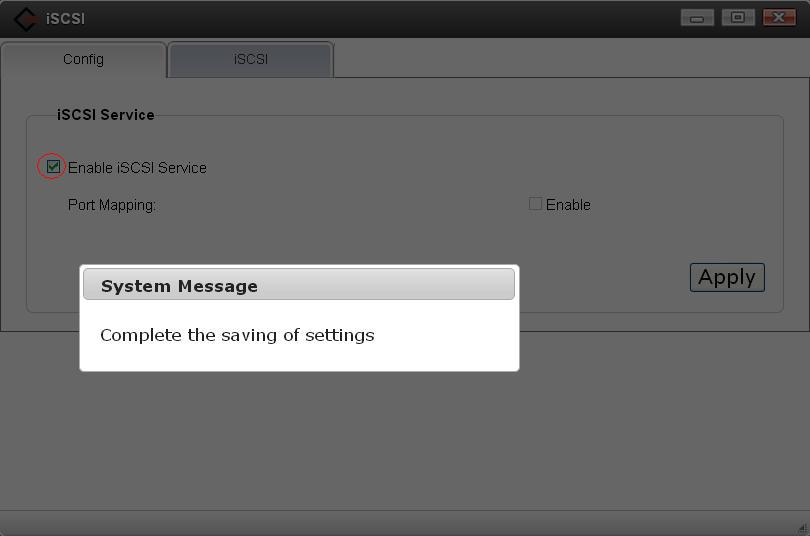 iSCSI
Config
iSCSI
iSCSI Service
Enable iSCSI Service
Port Mapping:
Enable
Apply
System Message
Complete the saving of settings